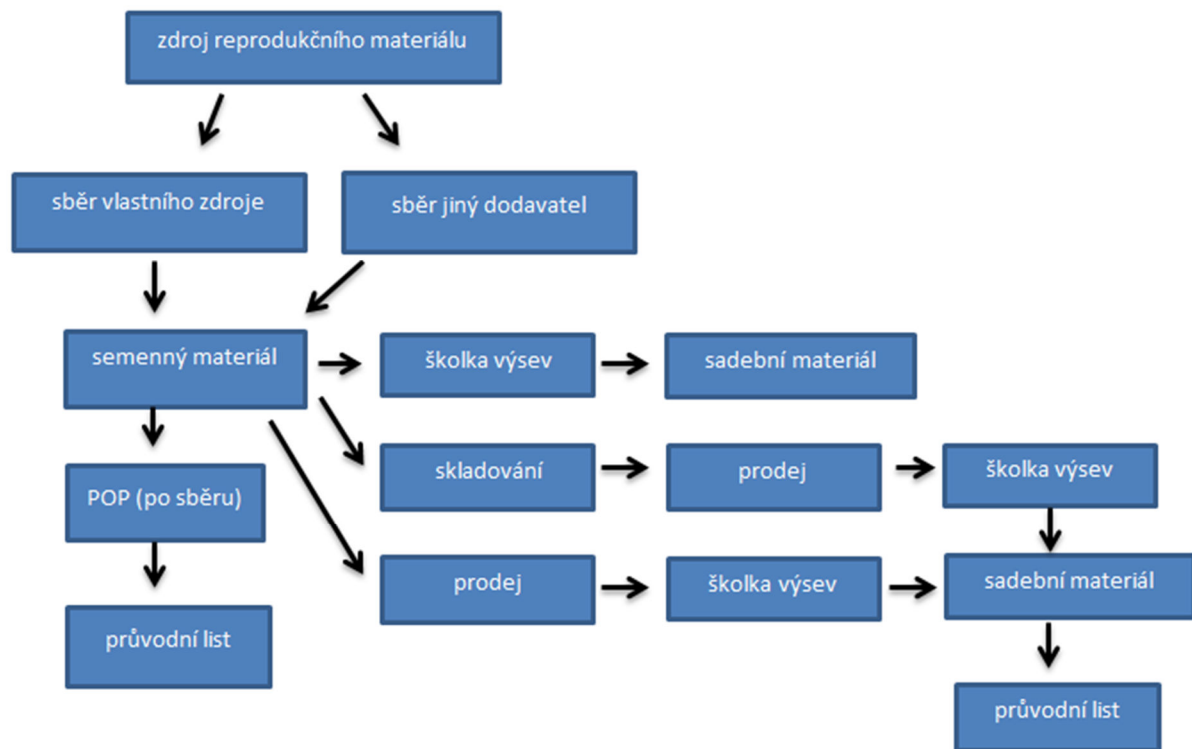 zdroj reprodukčního materiálu
sběr vlastního zdroje
sběr jiný dodavatel
semenný materiál
školka výsev
sadební materiál
skladování
prodej
školka výsev
POP (po sběru)
prodej
školka výsev
sadební materiál
průvodní list
průvodní list